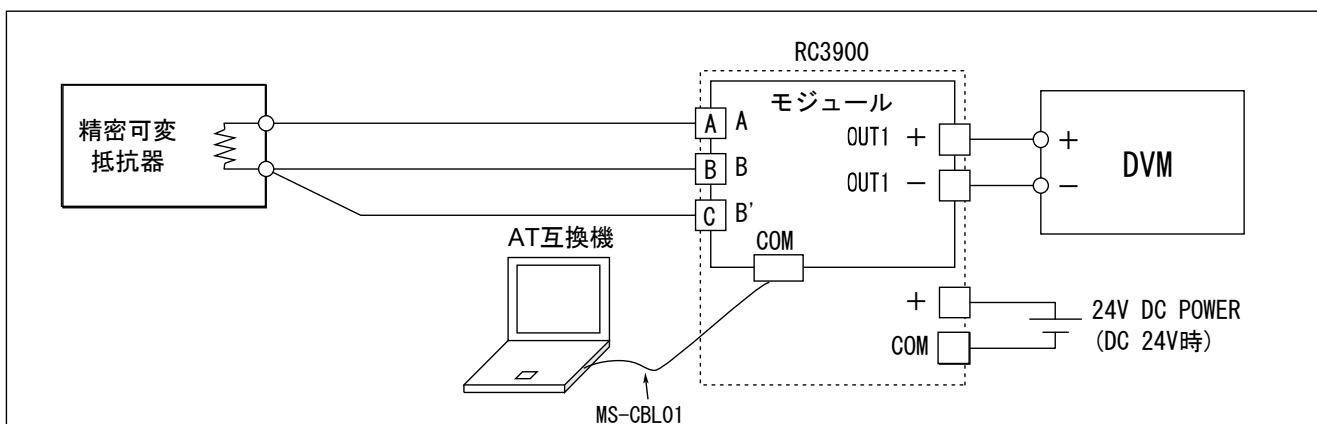 RC3900
モジュール
精密可変
抵抗器
A A
B B
C B'
OUT1 +
OUT1 -
+
-
DVM
AT互換機
COM
+
COM
24V DC POWER
(DC 24V時)
MS-CBL01